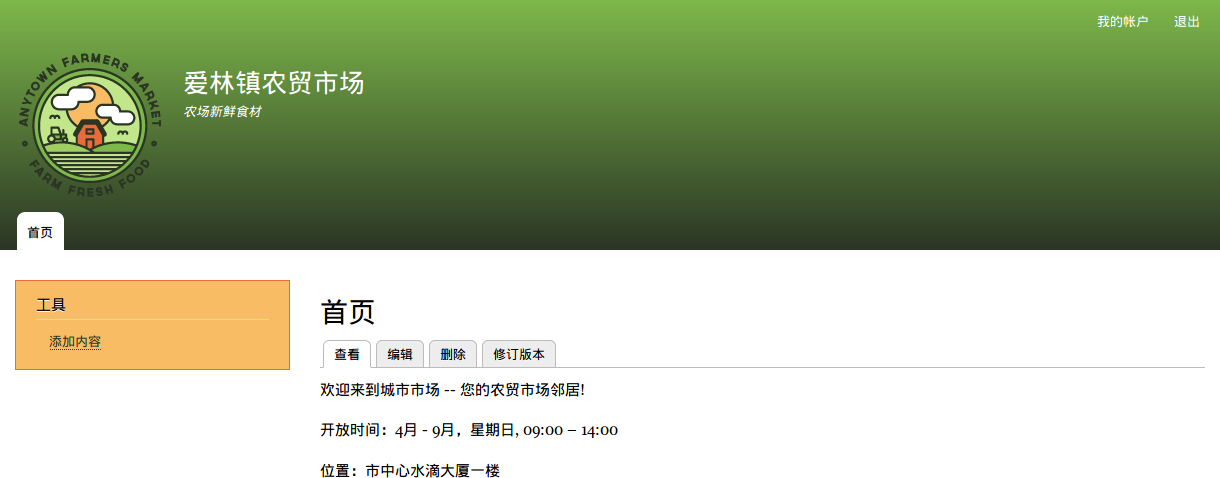 我的帐户 退出
ANYTOWN FARMERS MARKET
FARM FRESH FOOD
爱林镇农贸市场
农场新鲜食材
首页
工具
添加内容
首页
查看 编辑 删除 修订版本
欢迎来到城市市场 -- 您的农贸市场邻居!
开放时间：4月 - 9月，星期日, 09:00 – 14:00
位置：市中心水滴大厦一楼